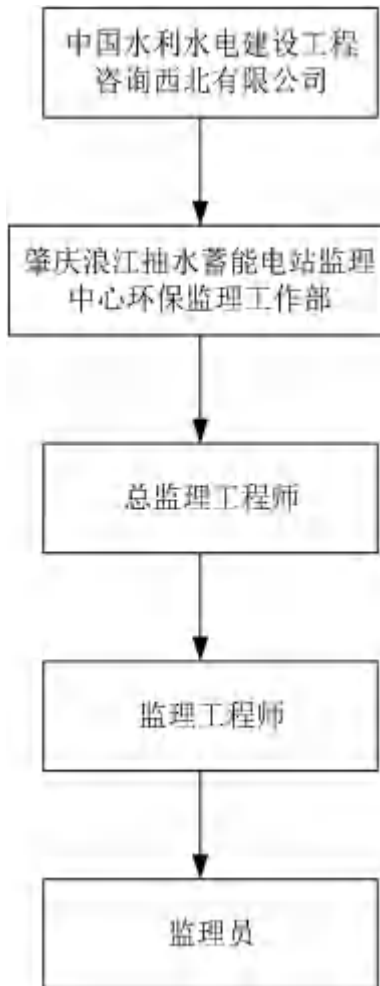 中国水利水电建设工程
咨询西北有限公司
肇庆浪江抽水蓄能电站监理
中心环保监理工作部
总监理工程师
监理工程师
监理员